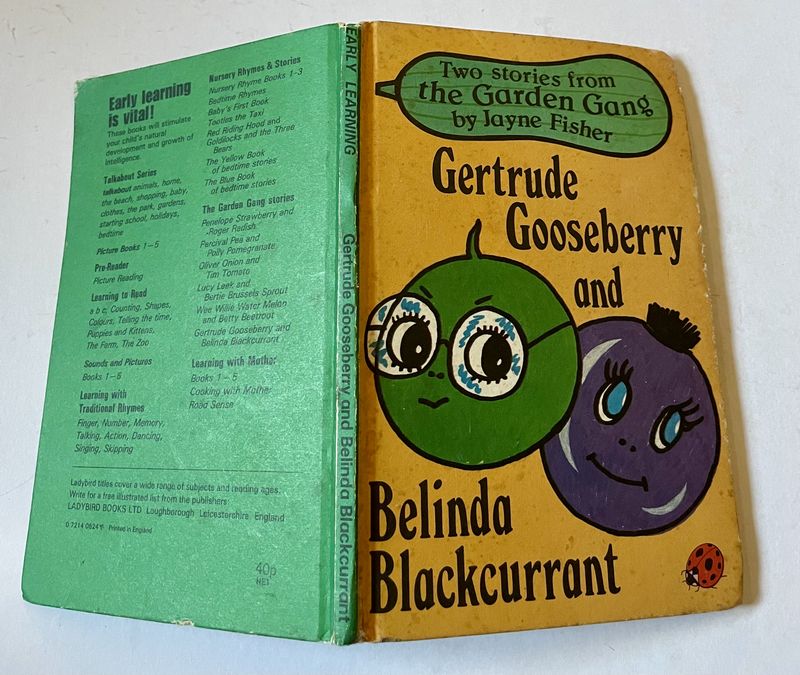 Early learning
is vital!
These books will stimulate
your child's natural
development and growth of
intelligence.
Talkabout Series
talkabout animals, home,
the beach, shopping, baby,
clothes, the park, gardens,
starting school, holidays,
bedtime
Picture Books 1–5
Pre-Reader
Picture Reading
Learning to Read
a b c, Counting, Shapes,
Colours, Telling the time,
Puppies and Kittens,
The Farm, The Zoo
Sounds and Pictures
Books 1–6
Learning with
Traditional Rhymes
Finger, Number, Memory,
Talking, Action, Dancing,
Singing, Skipping
Nursery Rhymes & Stories
Nursery Rhyme Books 1-3
Bedtime Rhymes
Baby's First Book
Tootles the Taxi
Red Riding Hood and
Goldilocks and the Three
Bears
The Yellow Book
of bedtime stories
The Blue Book
of bedtime stories
The Garden Gang stories
Penelope Strawberry and
Roger Radish
Percival Pea and
Polly Pomegranate
Oliver Onion and
Tim Tomato
Lucy Leek and
Bertie Brussels Sprout
Wee Willie Water Melon
and Betty Beetroot
Gertrude Gooseberry and
Belinda Blackcurrant
Learning with Mother
Books 1–5
Cooking with Mother
Road Sense
Ladybird titles cover a wide range of subjects and reading ages.
Write for a free illustrated list from the publishers:
LADYBIRD BOOKS LTD Loughborough Leicestershire England
0 7214 0624 Printed in England
40p
NET
EARLY LEARNING
Gertrude Gooseberry and Belinda Blackcurrant
Two stories from
the Garden Gang
by Jayne Fisher
Gertrude
Gooseberry
and
Belinda
Blackcurrant